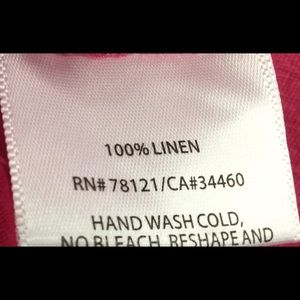 100% LINEN
RN# 78121/CA#34460
HAND WASH COLD,
NO BLEACH, RESHAPE AND